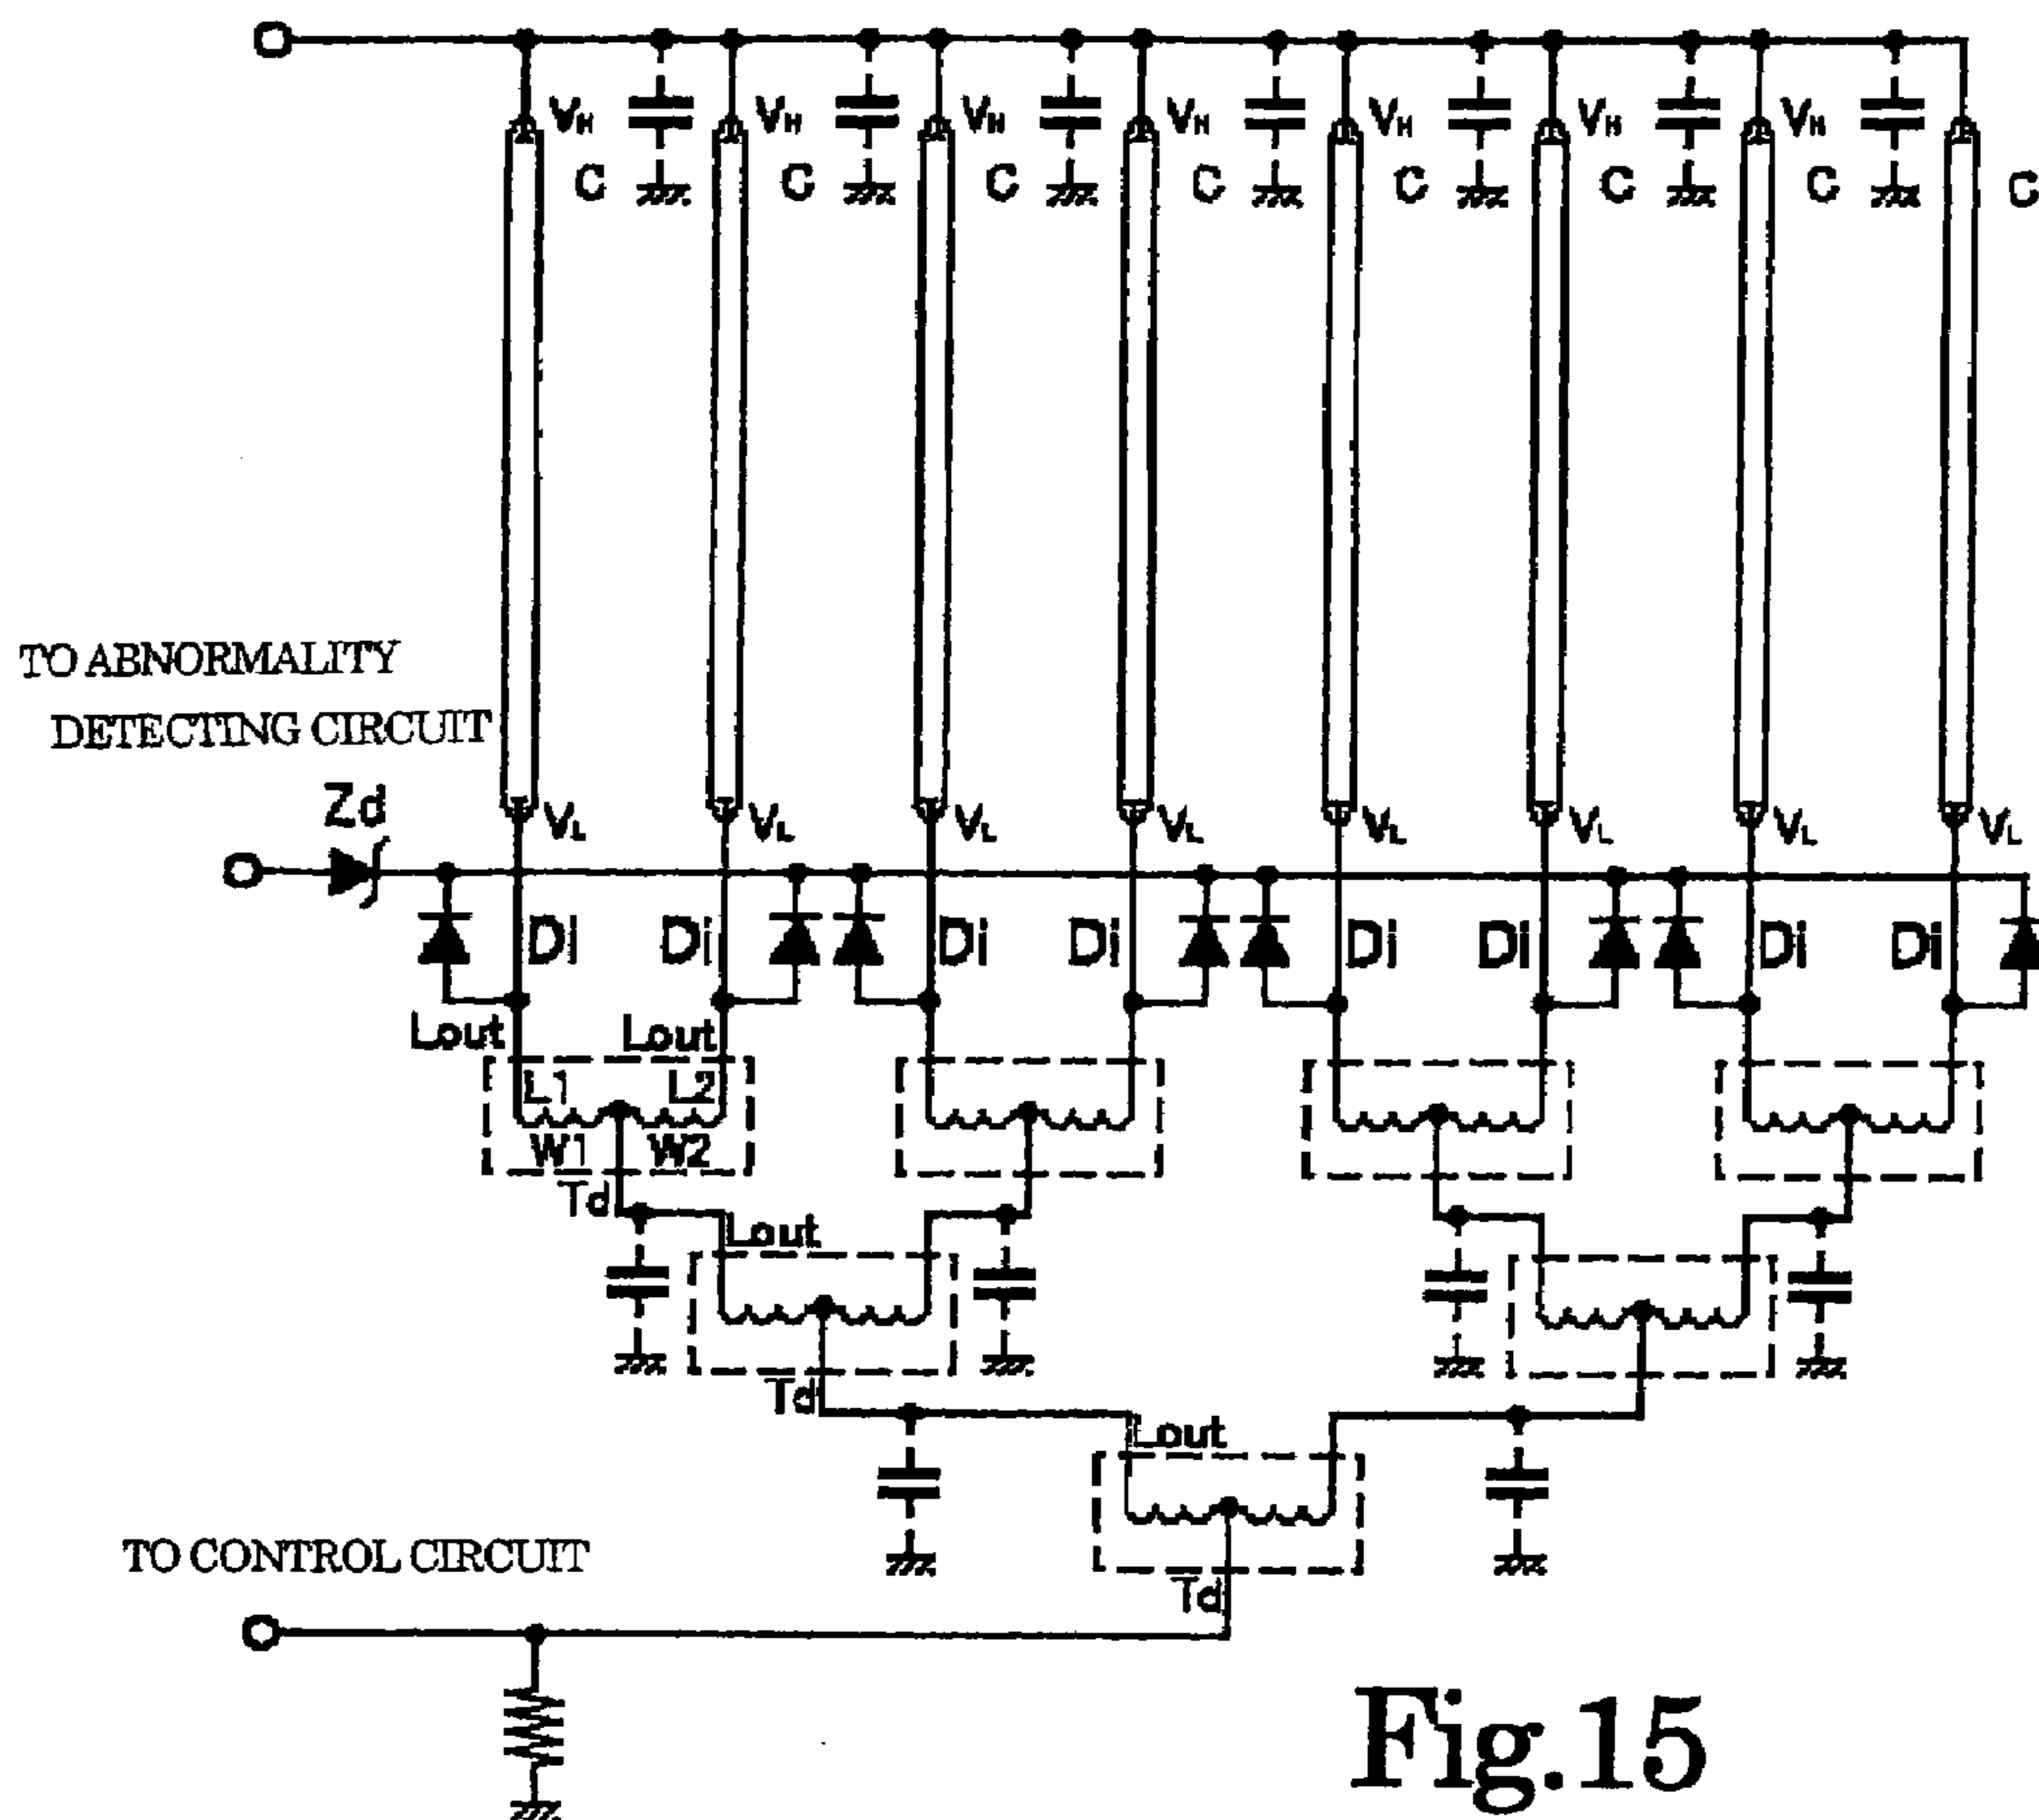 VH VH VH VH VH VH VH
C C C C C C C C
TO ABNORMALITY
DETECTING CIRCUIT
Zd
VL VL VL VL VL VL VL VL
Di Di Di Di Di Di Di Di
Lout Lout
L1 L2
W1 W2
Td
Lout
Td
Lout
TO CONTROL CIRCUIT
Td
Fig.15